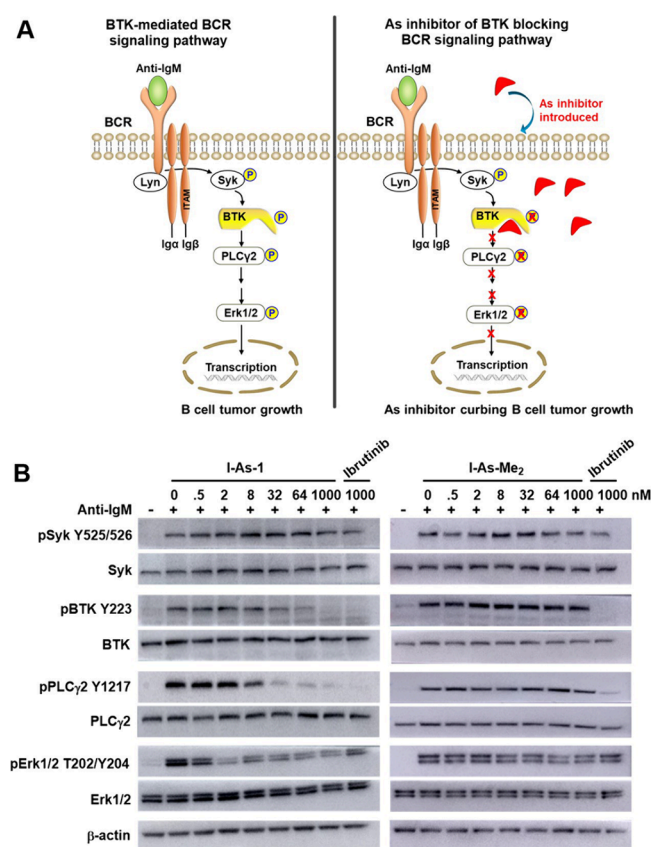 A
BTK-mediated BCR
signaling pathway
As inhibitor of BTK blocking
BCR signaling pathway
Anti-IgM
BCR
Lyn
ITAM
Igα Igβ
Syk P
BTK P
PLCγ2 P
Erk1/2 P
Transcription
B cell tumor growth
Anti-IgM
BCR
As inhibitor
introduced
Lyn
ITAM
Igα Igβ
Syk P
BTK P
PLCγ2 P
Erk1/2 P
Transcription
As inhibitor curbing B cell tumor growth
B
I-As-1 Ibrutinib I-As-Me2 Ibrutinib
0 .5 2 8 32 64 1000 1000 0 .5 2 8 32 64 1000 1000 nM
Anti-IgM - + + + + + + + + - + + + + + + + +
pSyk Y525/526
Syk
pBTK Y223
BTK
pPLCγ2 Y1217
PLCγ2
pErk1/2 T202/Y204
Erk1/2
β-actin